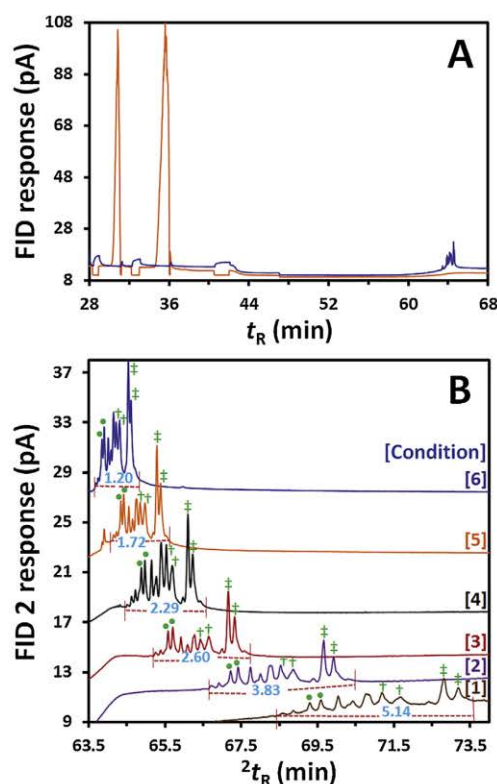 A
FID response (pA)
108
88
68
48
28
8
28 36 44 52 60 68
tR (min)
B
FID 2 response (pA)
37
33
29
25
21
17
13
9
[Condition]
[6]
[5]
[4]
[3]
[2]
[1]
1.20
1.72
2.29
2.60
3.83
5.14
63.5 65.5 67.5 69.5 71.5 73.5
²tR (min)